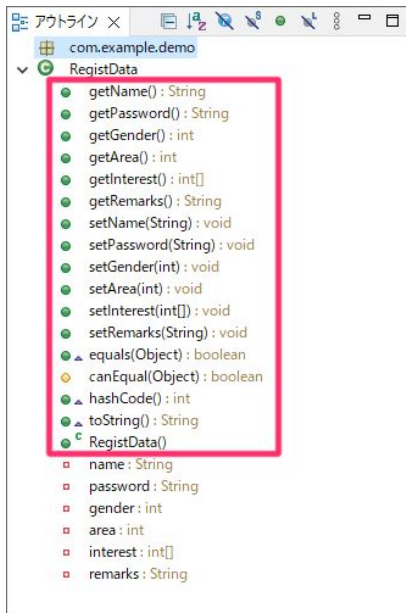 アウトライン
com.example.demo
RegistData
getName() : String
getPassword() : String
getGender() : int
getArea() : int
getInterest() : int[]
getRemarks() : String
setName(String) : void
setPassword(String) : void
setGender(int) : void
setArea(int) : void
setInterest(int[]) : void
setRemarks(String) : void
equals(Object) : boolean
canEqual(Object) : boolean
hashCode() : int
toString() : String
RegistData()
name : String
password : String
gender : int
area : int
interest : int[]
remarks : String